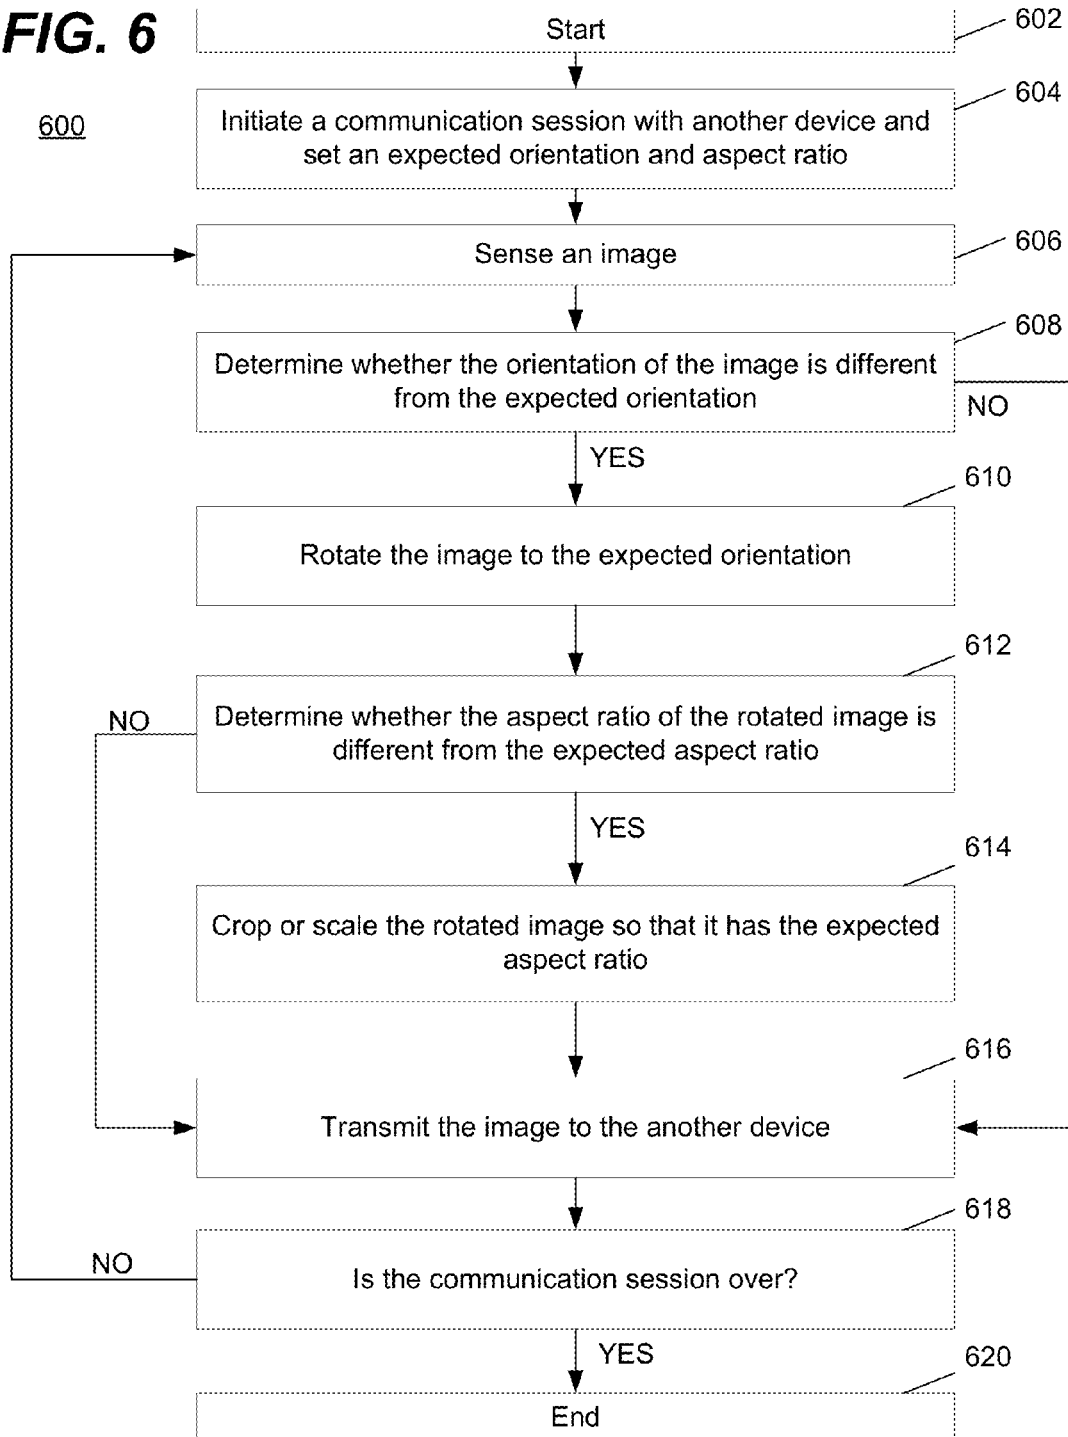 FIG. 6
600
Start
602
Initiate a communication session with another device and
set an expected orientation and aspect ratio
604
Sense an image
606
Determine whether the orientation of the image is different
from the expected orientation
608
NO
YES
610
Rotate the image to the expected orientation
612
Determine whether the aspect ratio of the rotated image is
different from the expected aspect ratio
NO
YES
614
Crop or scale the rotated image so that it has the expected
aspect ratio
616
Transmit the image to the another device
618
Is the communication session over?
NO
YES
620
End